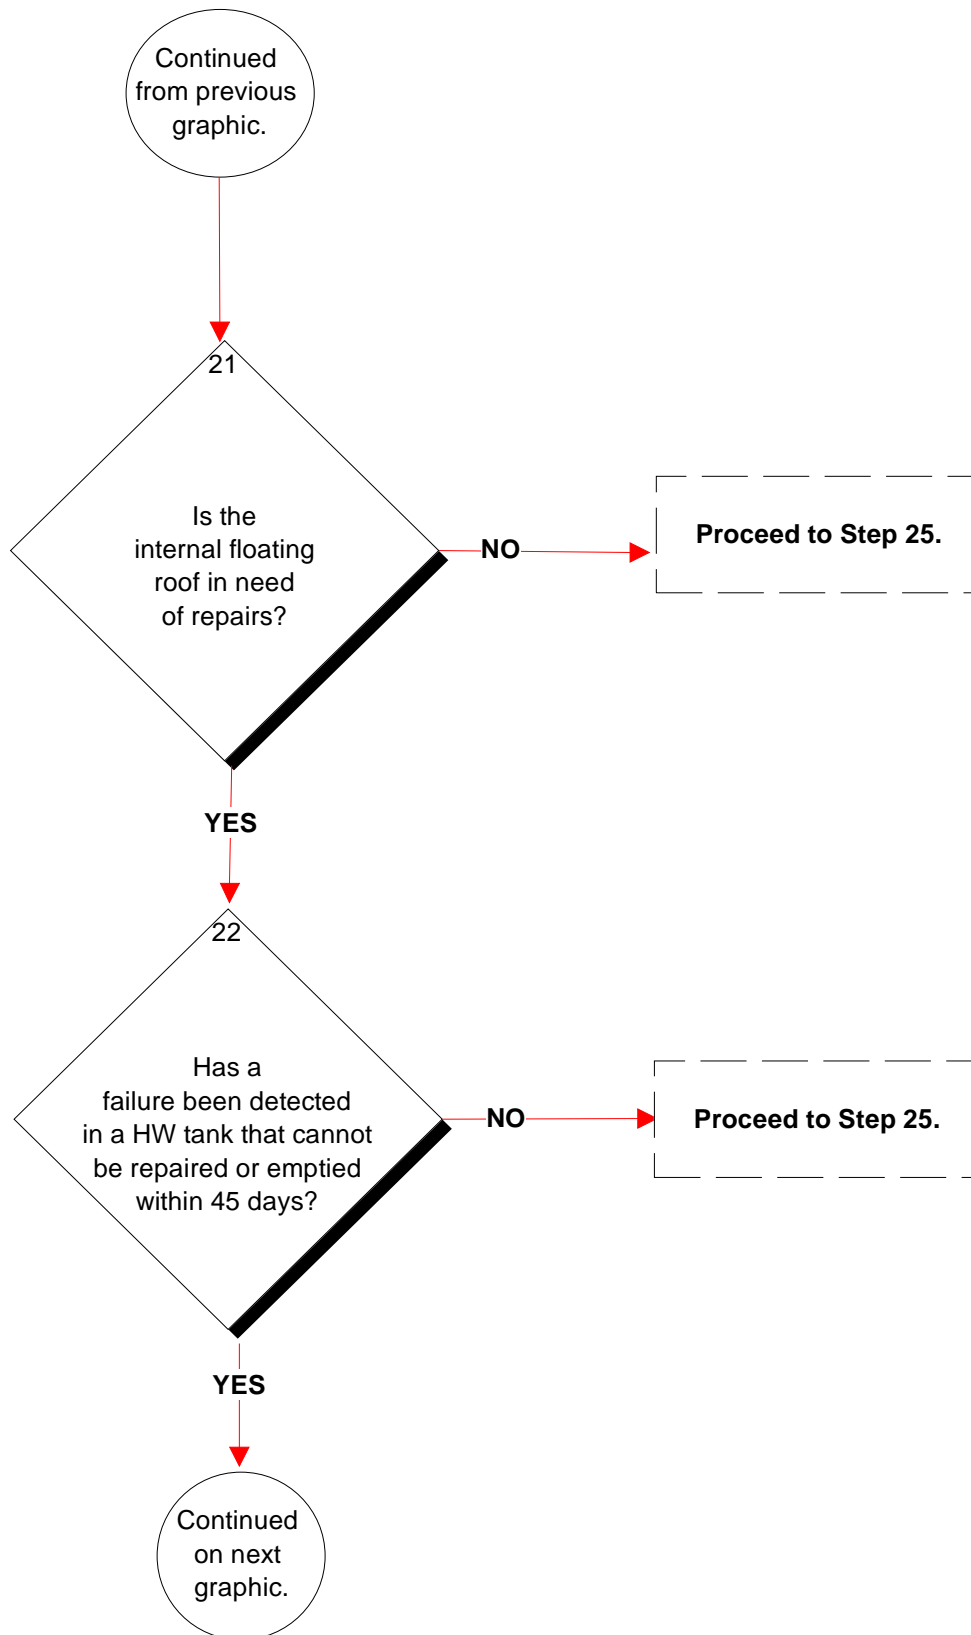 Continued
from previous
graphic.
21
Is the
internal floating
roof in need
of repairs?
NO
Proceed to Step 25.
YES
22
Has a
failure been detected
in a HW tank that cannot
be repaired or emptied
within 45 days?
NO
Proceed to Step 25.
YES
Continued
on next
graphic.